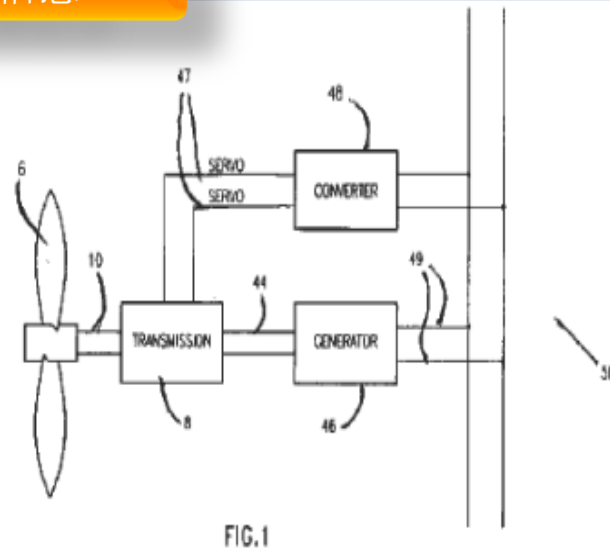 47
48
6
SERVO
SERVO
CONVERTER
10
44
49
TRANSMISSION
GENERATOR
8
46
FIG.1